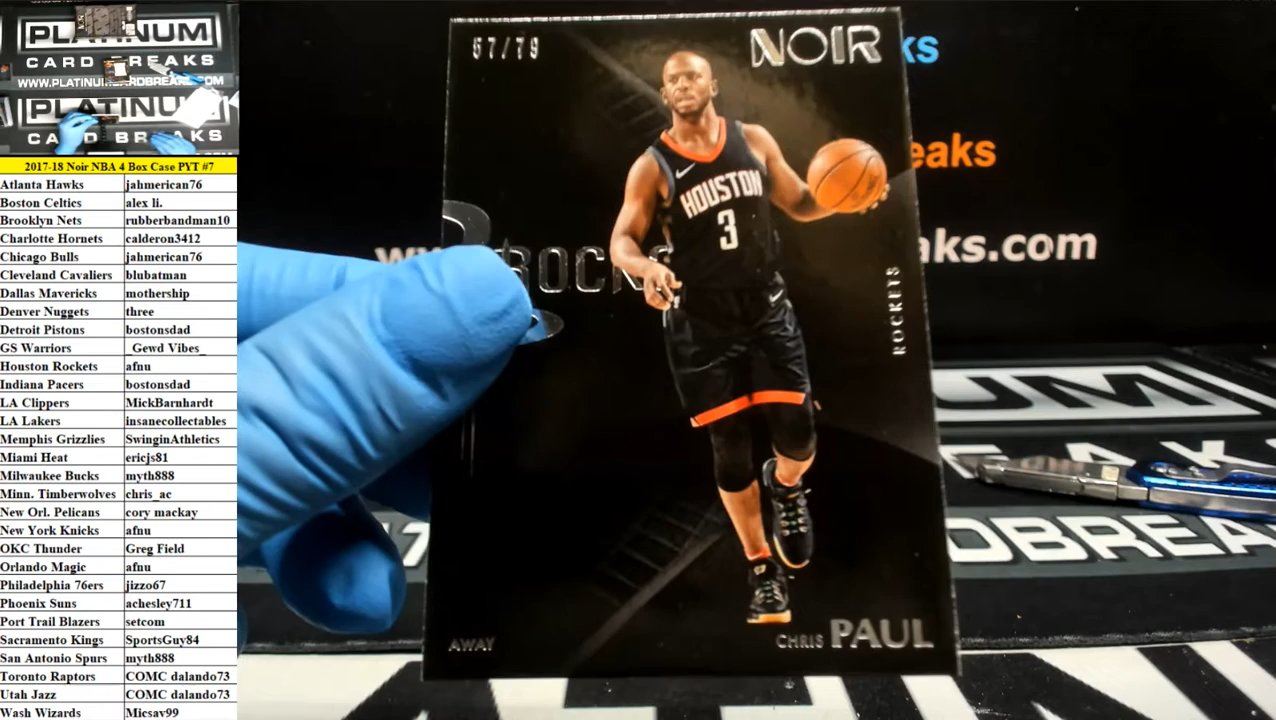 PLATINUM
CARD BREAKS
PLATINUM
CARD BREAKS
2017-18 Noir NBA 4 Box Case PYT #7
Atlanta Hawks jahmerican76
Boston Celtics alex li.
Brooklyn Nets rubberbandman10
Charlotte Hornets calderon3412
Chicago Bulls jahmerican76
Cleveland Cavaliers blubatman
Dallas Mavericks mothership
Denver Nuggets three
Detroit Pistons bostonsdad
GS Warriors _Gewd Vibes_
Houston Rockets afnu
Indiana Pacers bostonsdad
LA Clippers MickBarnhardt
LA Lakers insanecollectables
Memphis Grizzlies SwinginAthletics
Miami Heat ericjs81
Milwaukee Bucks myth888
Minn. Timberwolves chris_ac
New Orl. Pelicans cory mackay
New York Knicks afnu
OKC Thunder Greg Field
Orlando Magic afnu
Philadelphia 76ers jizzo67
Phoenix Suns achesley711
Port Trail Blazers setcom
Sacramento Kings SportsGuy84
San Antonio Spurs myth888
Toronto Raptors COMC dalando73
Utah Jazz COMC dalando73
Wash Wizards Micsav99
57/79
NOIR
HOUSTON
3
ROCK
ROCKETS
AWAY
CHRIS PAUL
ks
eaks
aks.com
UM
CARDBREA